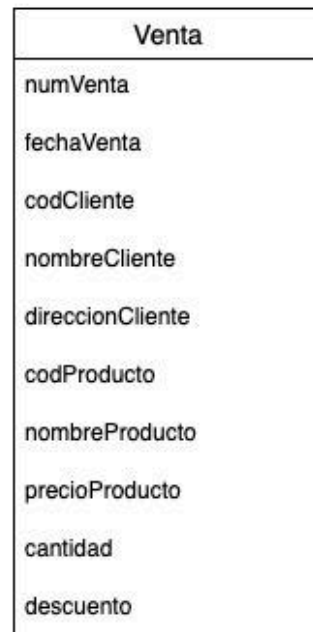 Venta
numVenta
fechaVenta
codCliente
nombreCliente
direccionCliente
codProducto
nombreProducto
precioProducto
cantidad
descuento